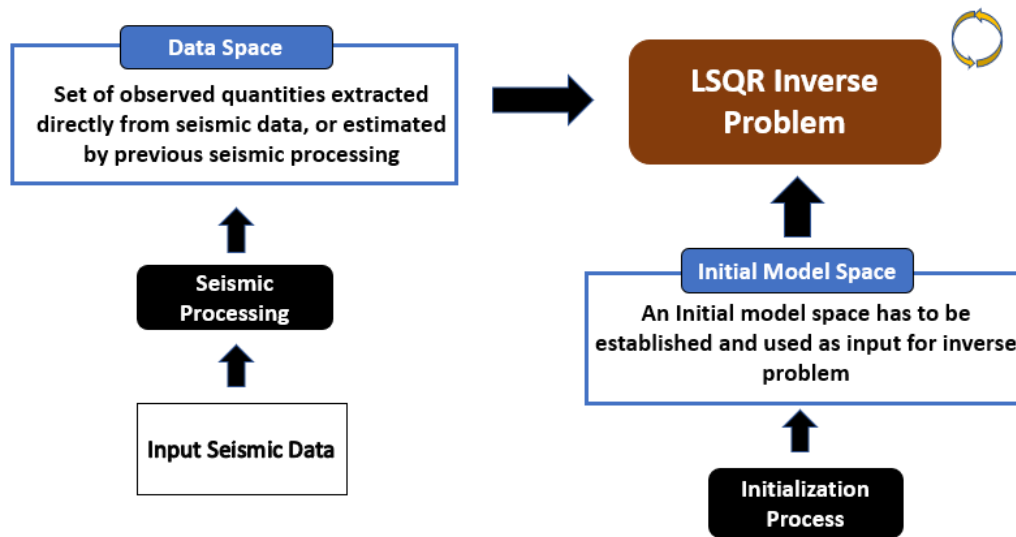 Data Space
Set of observed quantities extracted
directly from seismic data, or estimated
by previous seismic processing
LSQR Inverse
Problem
Seismic
Processing
Input Seismic Data
Initial Model Space
An Initial model space has to be
established and used as input for inverse
problem
Initialization
Process